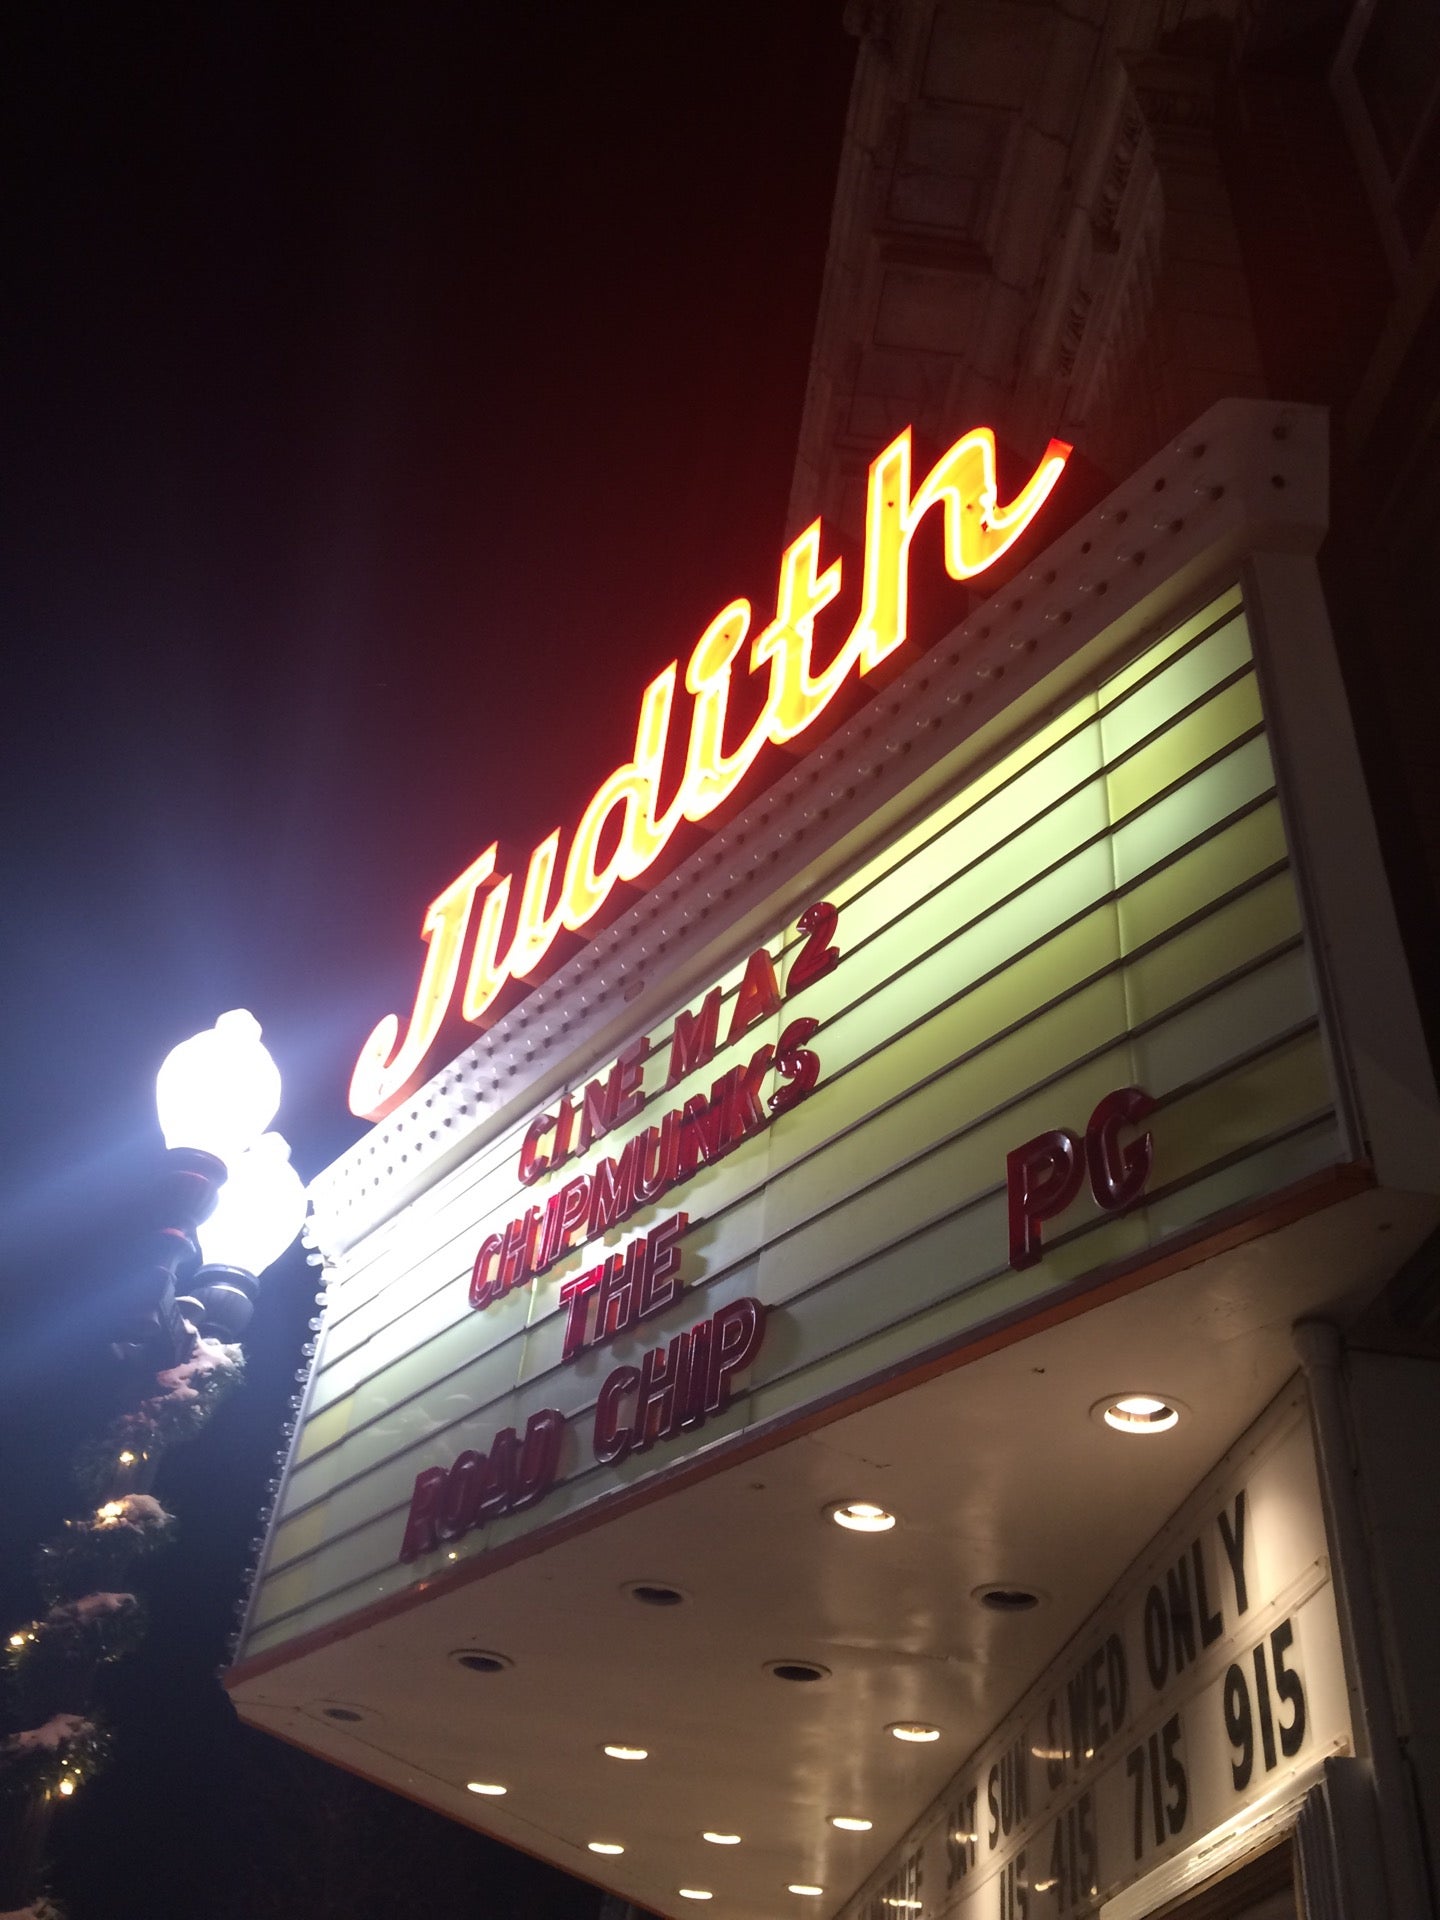 Judith
CINEMA 2
CHIPMUNKS
THE
PG
ROAD CHIP
SAT SUN & WED ONLY
415 715 915